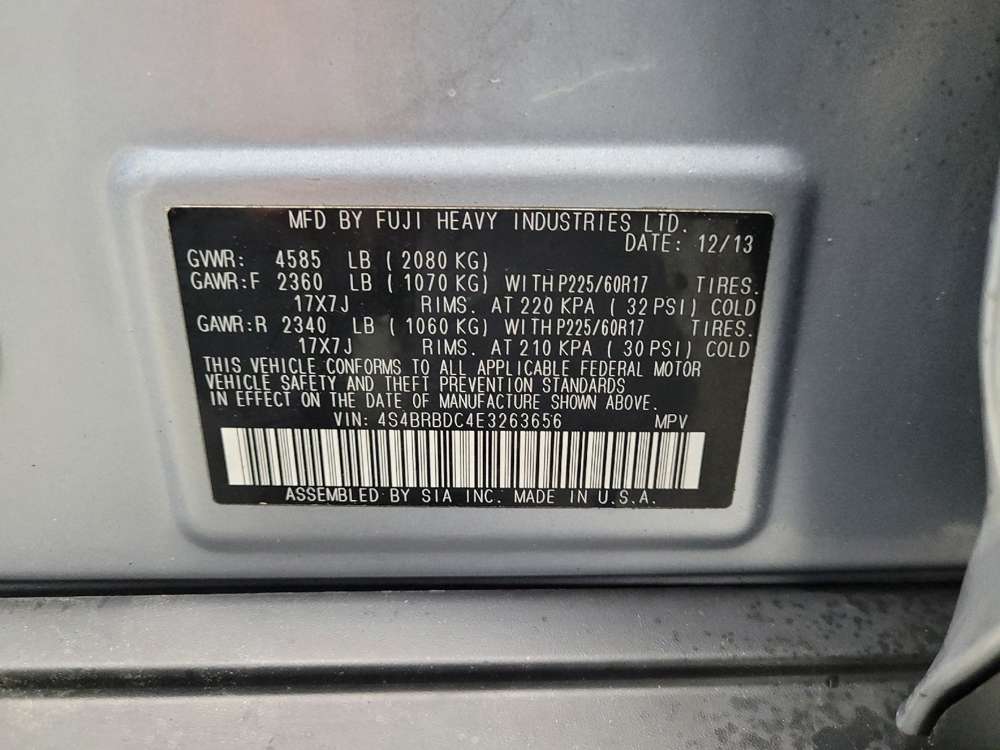 MFD BY FUJI HEAVY INDUSTRIES LTD.
DATE: 12/13
GVWR: 4585 LB ( 2080 KG)
GAWR:F 2360 LB ( 1070 KG) WITH P225/60R17 TIRES.
17X7J RIMS. AT 220 KPA ( 32 PSI) COLD
GAWR:R 2340 LB ( 1060 KG) WITH P225/60R17 TIRES.
17X7J RIMS. AT 210 KPA ( 30 PSI) COLD
THIS VEHICLE CONFORMS TO ALL APPLICABLE FEDERAL MOTOR
VEHICLE SAFETY AND THEFT PREVENTION STANDARDS
IN EFFECT ON THE DATE OF MANUFACTURE SHOWN ABOVE.
VIN: 4S4BRBDC4E3263656 MPV
ASSEMBLED BY SIA INC. MADE IN U.S.A.